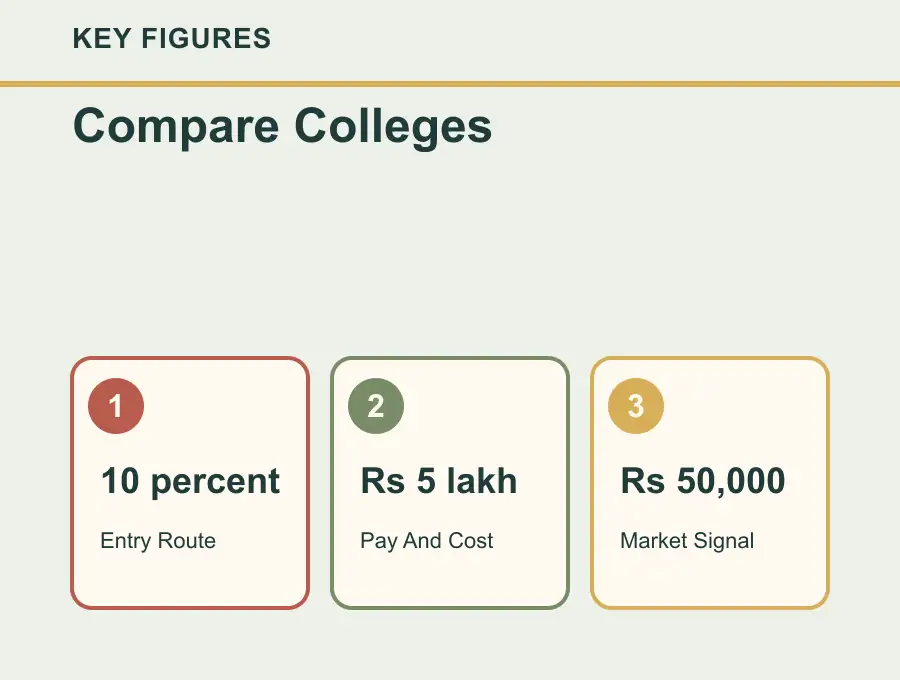 KEY FIGURES
Compare Colleges
1
10 percent
Entry Route
2
Rs 5 lakh
Pay And Cost
3
Rs 50,000
Market Signal